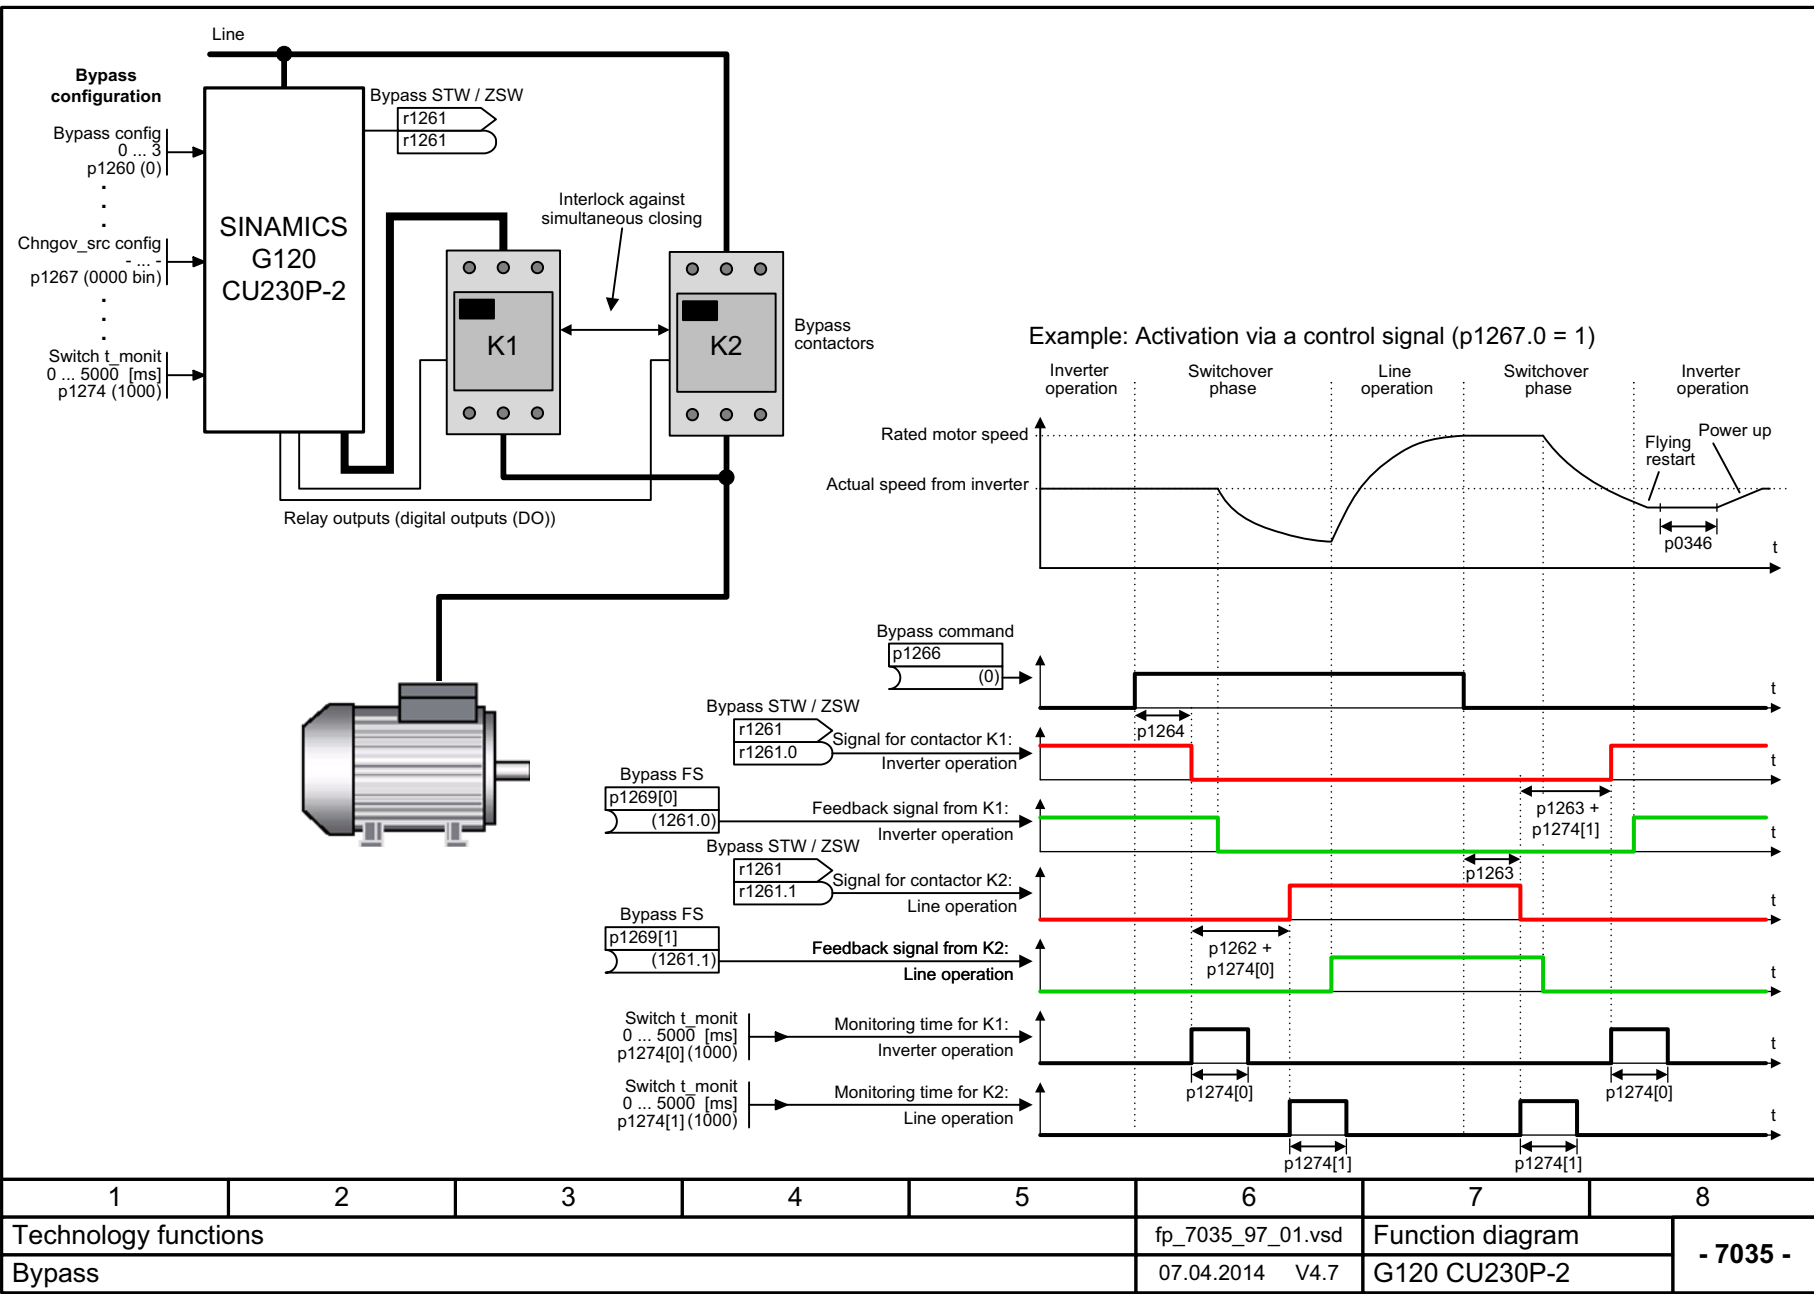 Line
Bypass
configuration
Bypass config
0 ... 3
p1260 (0)
Chngov_src config
- ... -
p1267 (0000 bin)
Switch t_monit
0 ... 5000 [ms]
p1274 (1000)
SINAMICS
G120
CU230P-2
Bypass STW / ZSW
r1261
r1261
Interlock against
simultaneous closing
K1
K2
Bypass
contactors
Relay outputs (digital outputs (DO))
Example: Activation via a control signal (p1267.0 = 1)
Inverter
operation
Switchover
phase
Line
operation
Switchover
phase
Inverter
operation
Rated motor speed
Actual speed from inverter
Flying
restart
Power up
p0346
t
Bypass command
p1266
(0)
t
p1264
Bypass STW / ZSW
r1261
r1261.0
Signal for contactor K1:
Inverter operation
t
p1263 +
p1274[1]
Bypass FS
p1269[0]
(1261.0)
Feedback signal from K1:
Inverter operation
t
p1263
Bypass STW / ZSW
r1261
r1261.1
Signal for contactor K2:
Line operation
t
p1262 +
p1274[0]
Bypass FS
p1269[1]
(1261.1)
Feedback signal from K2:
Line operation
t
Switch t_monit
0 ... 5000 [ms]
p1274[0] (1000)
Monitoring time for K1:
Inverter operation
t
p1274[0]
p1274[0]
Switch t_monit
0 ... 5000 [ms]
p1274[1] (1000)
Monitoring time for K2:
Line operation
t
p1274[1]
p1274[1]
1 2 3 4 5 6 7 8
Technology functions
fp_7035_97_01.vsd
Function diagram
- 7035 -
Bypass
07.04.2014 V4.7
G120 CU230P-2